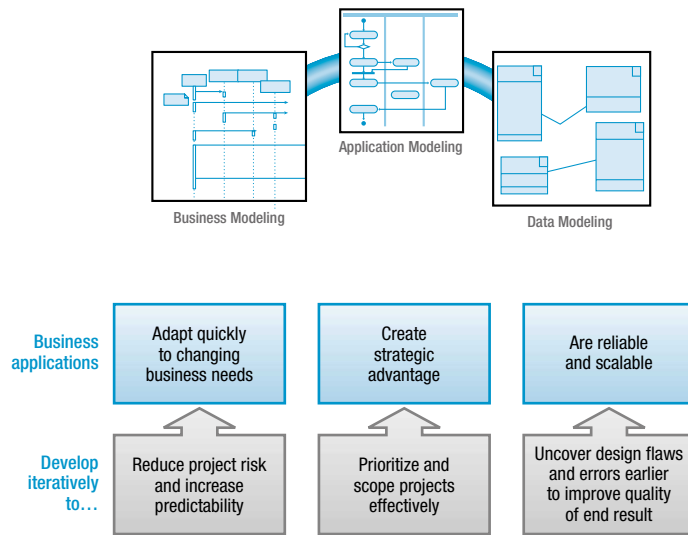 Application Modeling
Business Modeling
Data Modeling
Business
applications
Adapt quickly
to changing
business needs
Create
strategic
advantage
Are reliable
and scalable
Develop
iteratively
to…
Reduce project risk
and increase
predictability
Prioritize and
scope projects
effectively
Uncover design flaws
and errors earlier
to improve quality
of end result